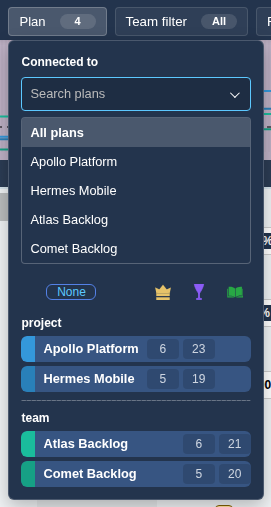 Plan 4 Team filter All
Connected to
Search plans
All plans
Apollo Platform
Hermes Mobile
Atlas Backlog
Comet Backlog
None
project
Apollo Platform 6 23
Hermes Mobile 5 19
team
Atlas Backlog 6 21
Comet Backlog 5 20